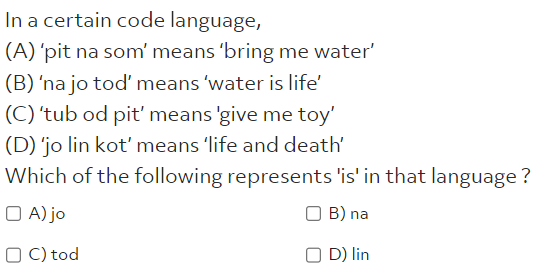 In a certain code language,
(A) 'pit na som' means 'bring me water'
(B) 'na jo tod' means 'water is life'
(C) 'tub od pit' means 'give me toy'
(D) 'jo lin kot' means 'life and death'
Which of the following represents 'is' in that language ?
A) jo
B) na
C) tod
D) lin